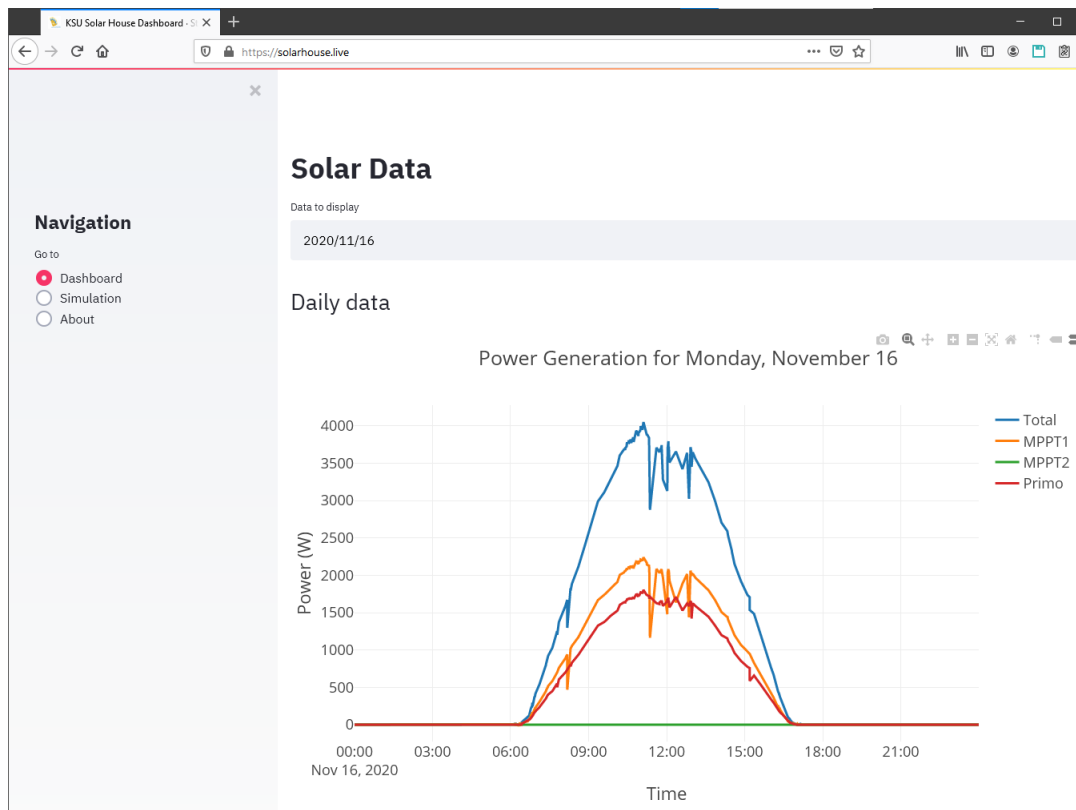 KSU Solar House Dashboard - St
https://solarhouse.live
Navigation
Go to
Dashboard
Simulation
About
Solar Data
Data to display
2020/11/16
Daily data
Power Generation for Monday, November 16
Power (W)
4000
3500
3000
2500
2000
1500
1000
500
0
00:00 03:00 06:00 09:00 12:00 15:00 18:00 21:00
Nov 16, 2020
Time
Total
MPPT1
MPPT2
Primo